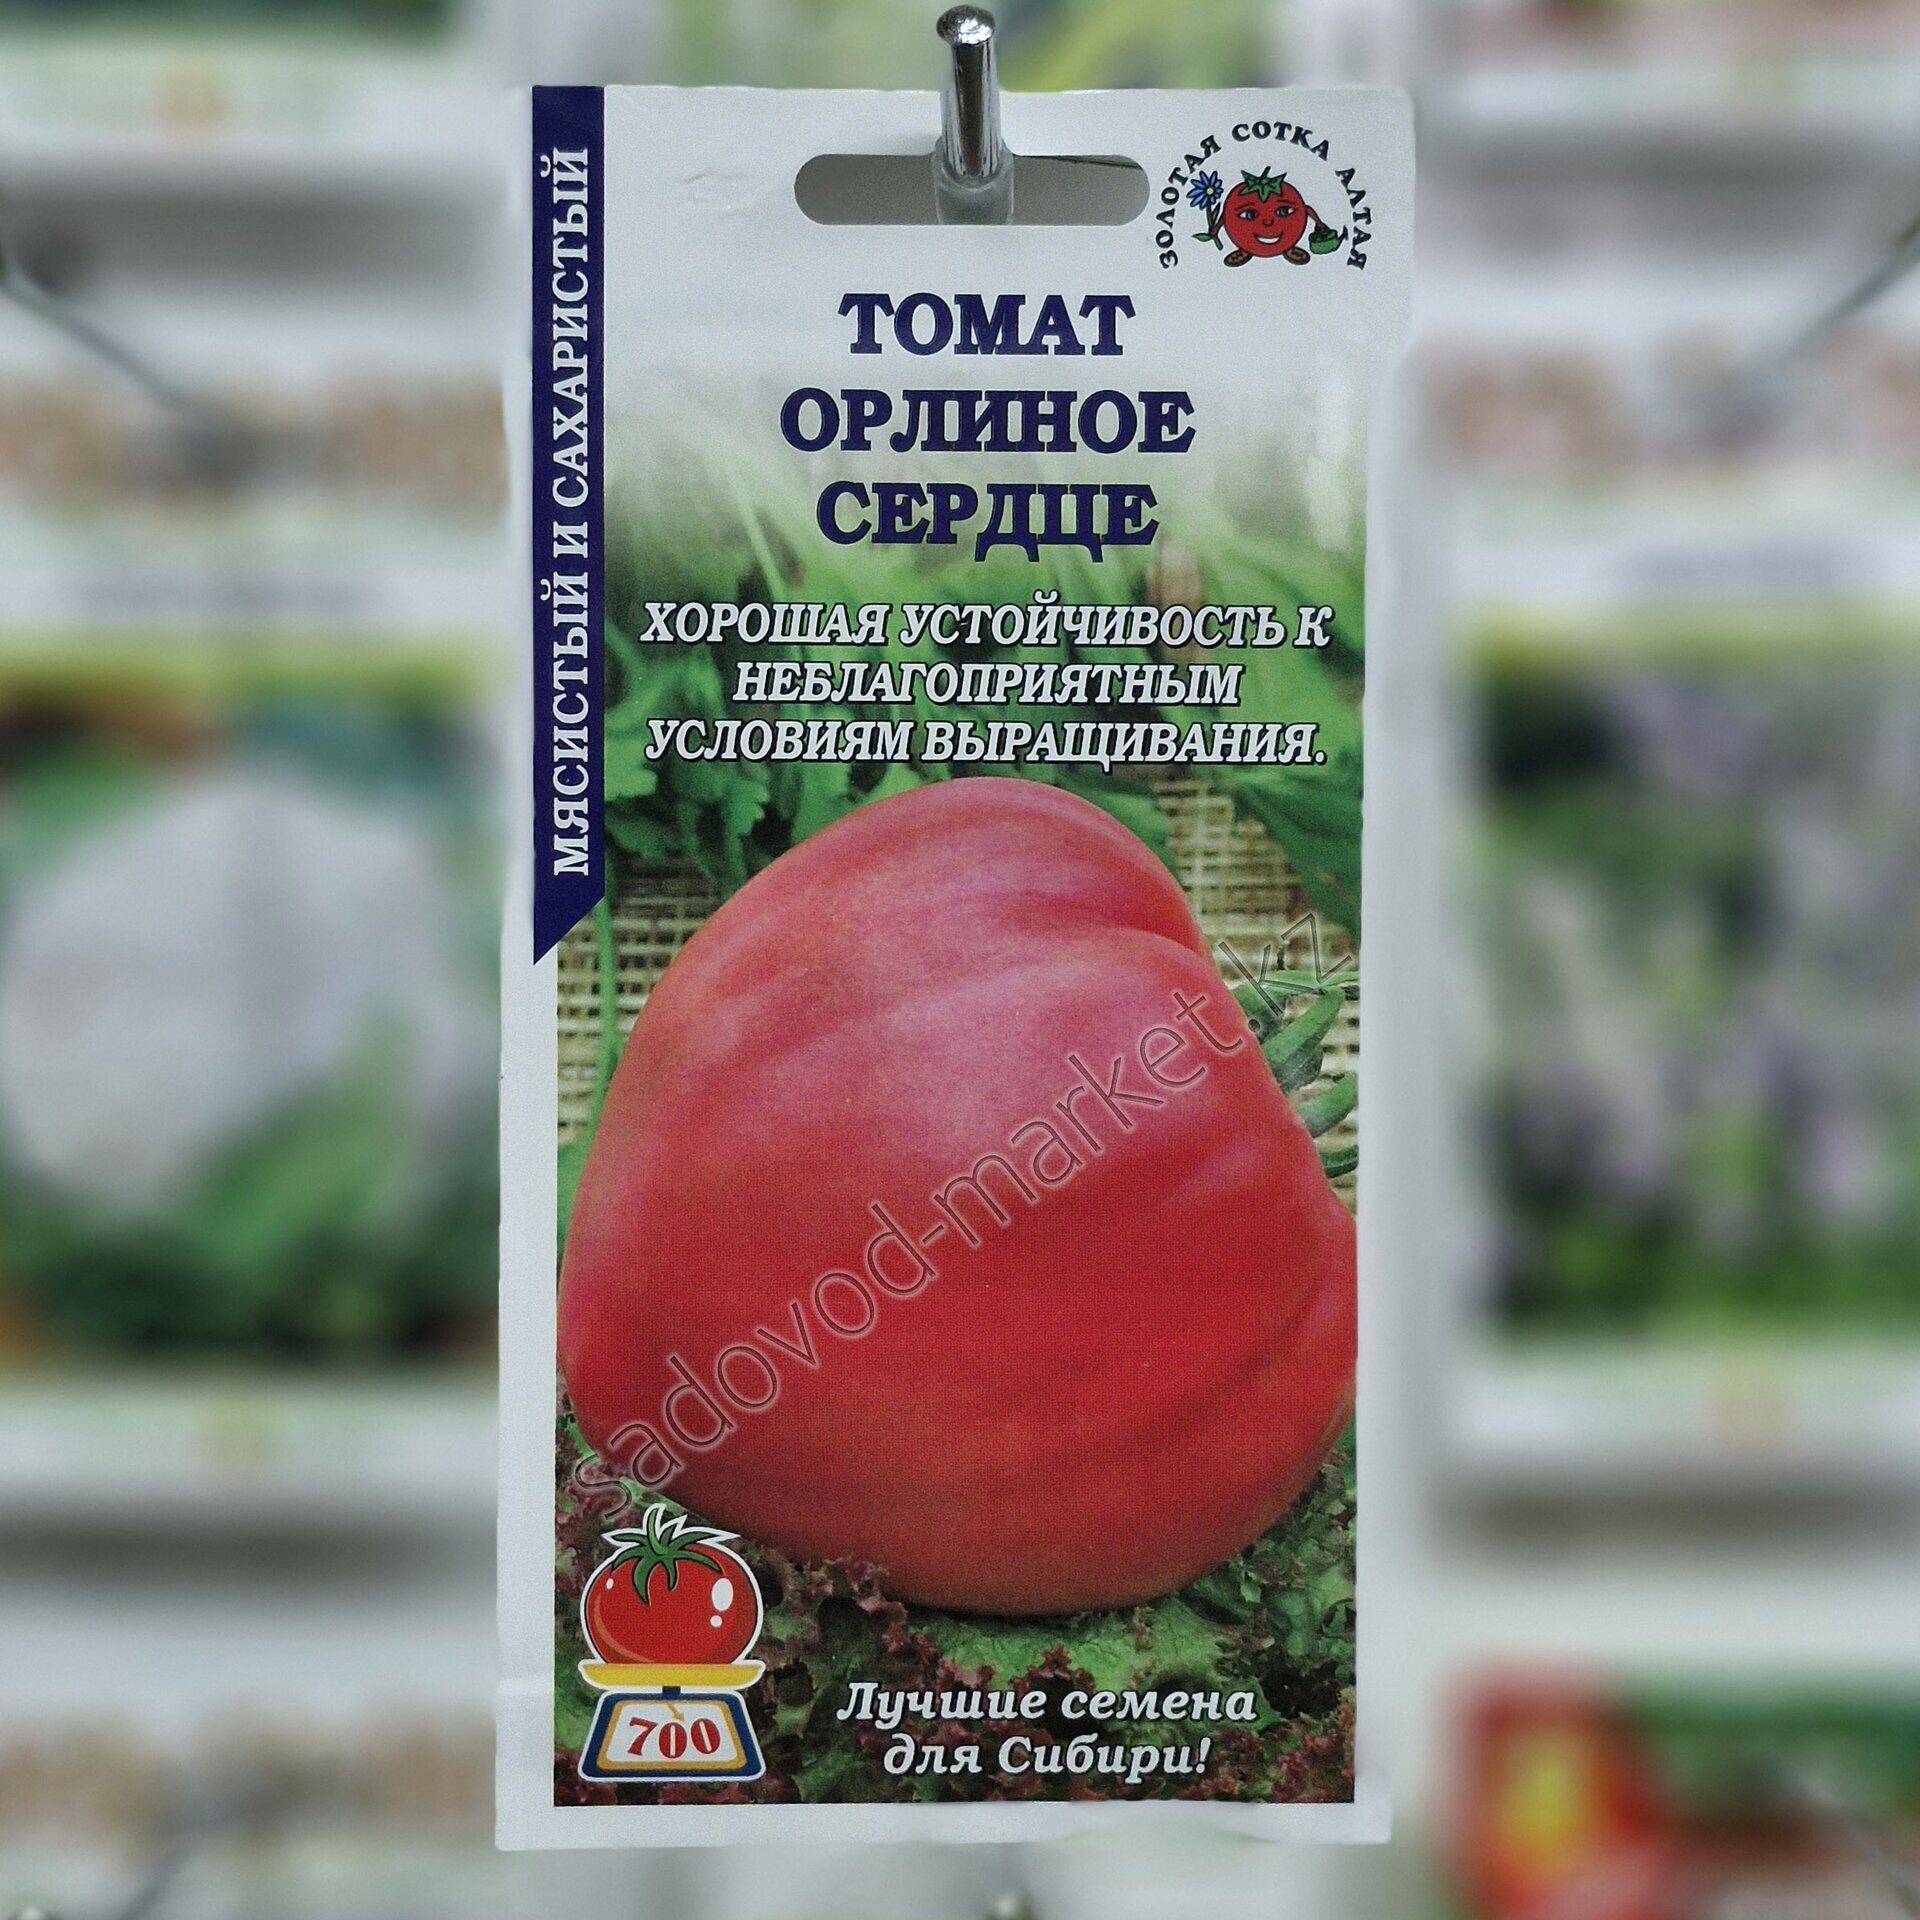 ЗОЛОТАЯ СОТКА АЛТАЯ
МЯСИСТЫЙ И САХАРИСТЫЙ
ТОМАТ
ОРЛИНОЕ
СЕРДЦЕ
ХОРОШАЯ УСТОЙЧИВОСТЬ К
НЕБЛАГОПРИЯТНЫМ
УСЛОВИЯМ ВЫРАЩИВАНИЯ.
sadovod-market.kz
700
Лучшие семена
для Сибири!